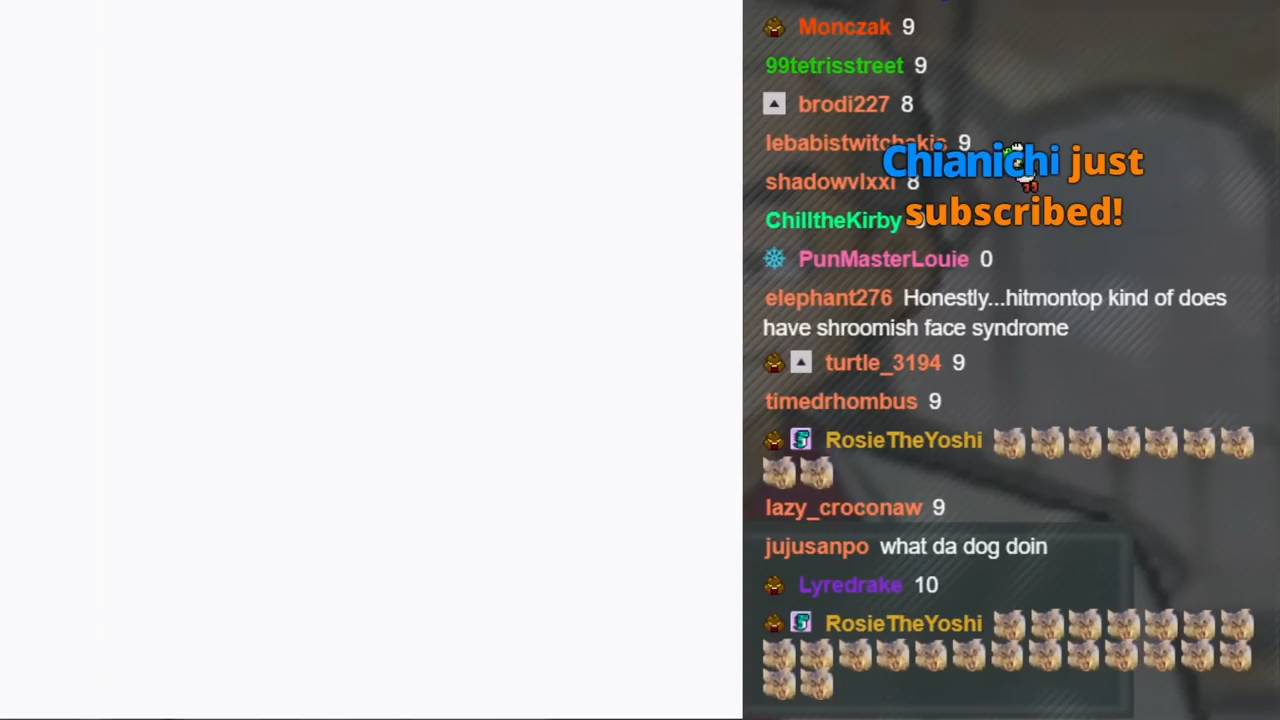 Monczak 9
99tetrisstreet 9
brodi227 8
9
Chianichi just
shadowvlxxi 8
subscribed!
ChilltheKirby
PunMasterLouie 0
elephant276 Honestly...hitmontop kind of does
have shroomish face syndrome
turtle_3194 9
timedrhombus 9
RosieTheYoshi
lazy_croconaw 9
jujusanpo what da dog doin
Lyredrake 10
RosieTheYoshi